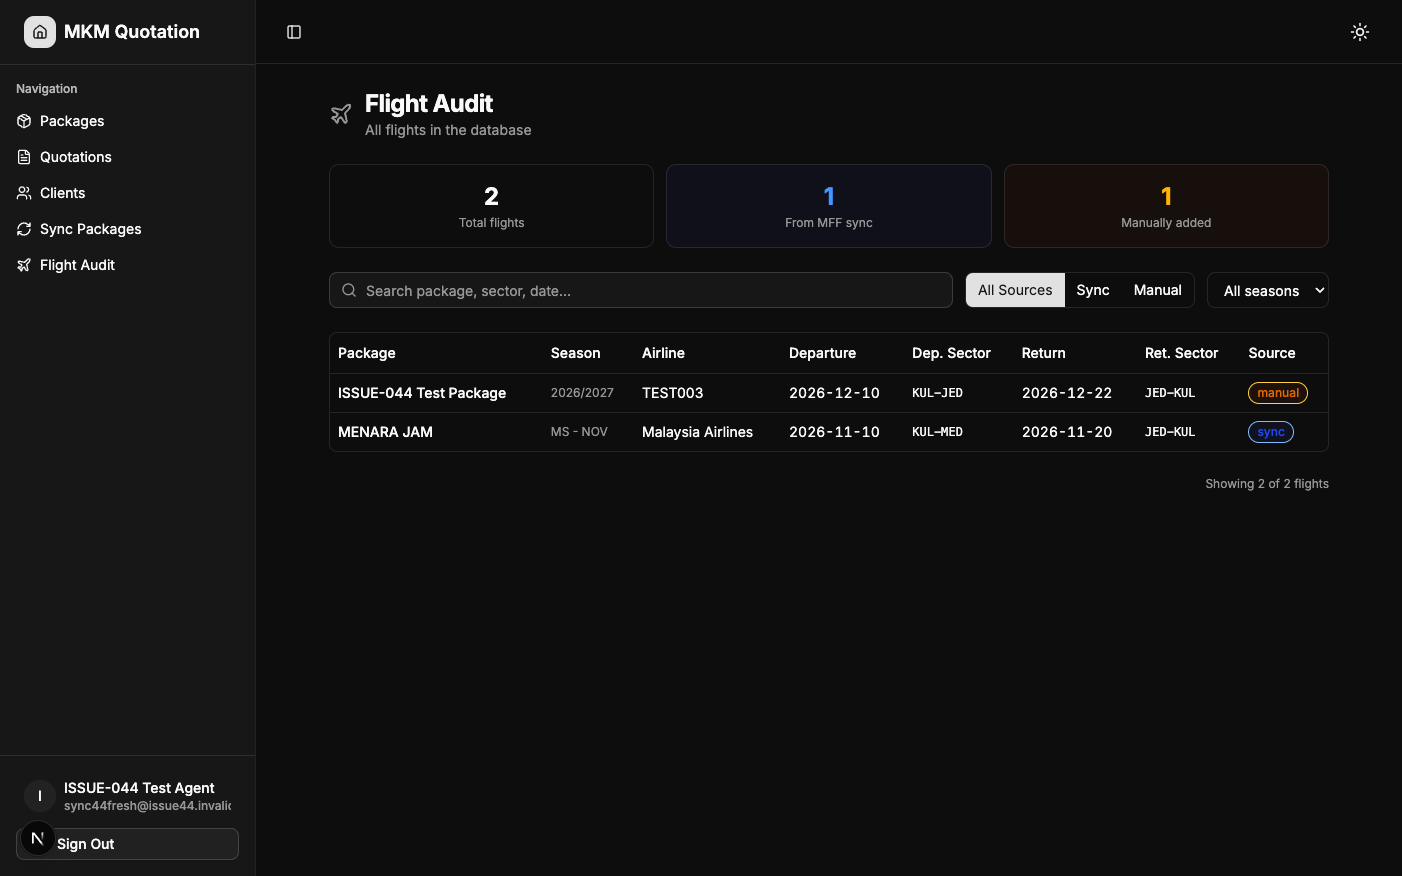 MKM Quotation
Navigation
Packages
Quotations
Clients
Sync Packages
Flight Audit
ISSUE-044 Test Agent
sync44fresh@issue44.invalid
N
Sign Out
Flight Audit
All flights in the database
2
Total flights
1
From MFF sync
1
Manually added
Search package, sector, date...
All Sources Sync Manual All seasons
Package Season Airline Departure Dep. Sector Return Ret. Sector Source
ISSUE-044 Test Package 2026/2027 TEST003 2026-12-10 KUL–JED 2026-12-22 JED–KUL manual
MENARA JAM MS - NOV Malaysia Airlines 2026-11-10 KUL–MED 2026-11-20 JED–KUL sync
Showing 2 of 2 flights
I